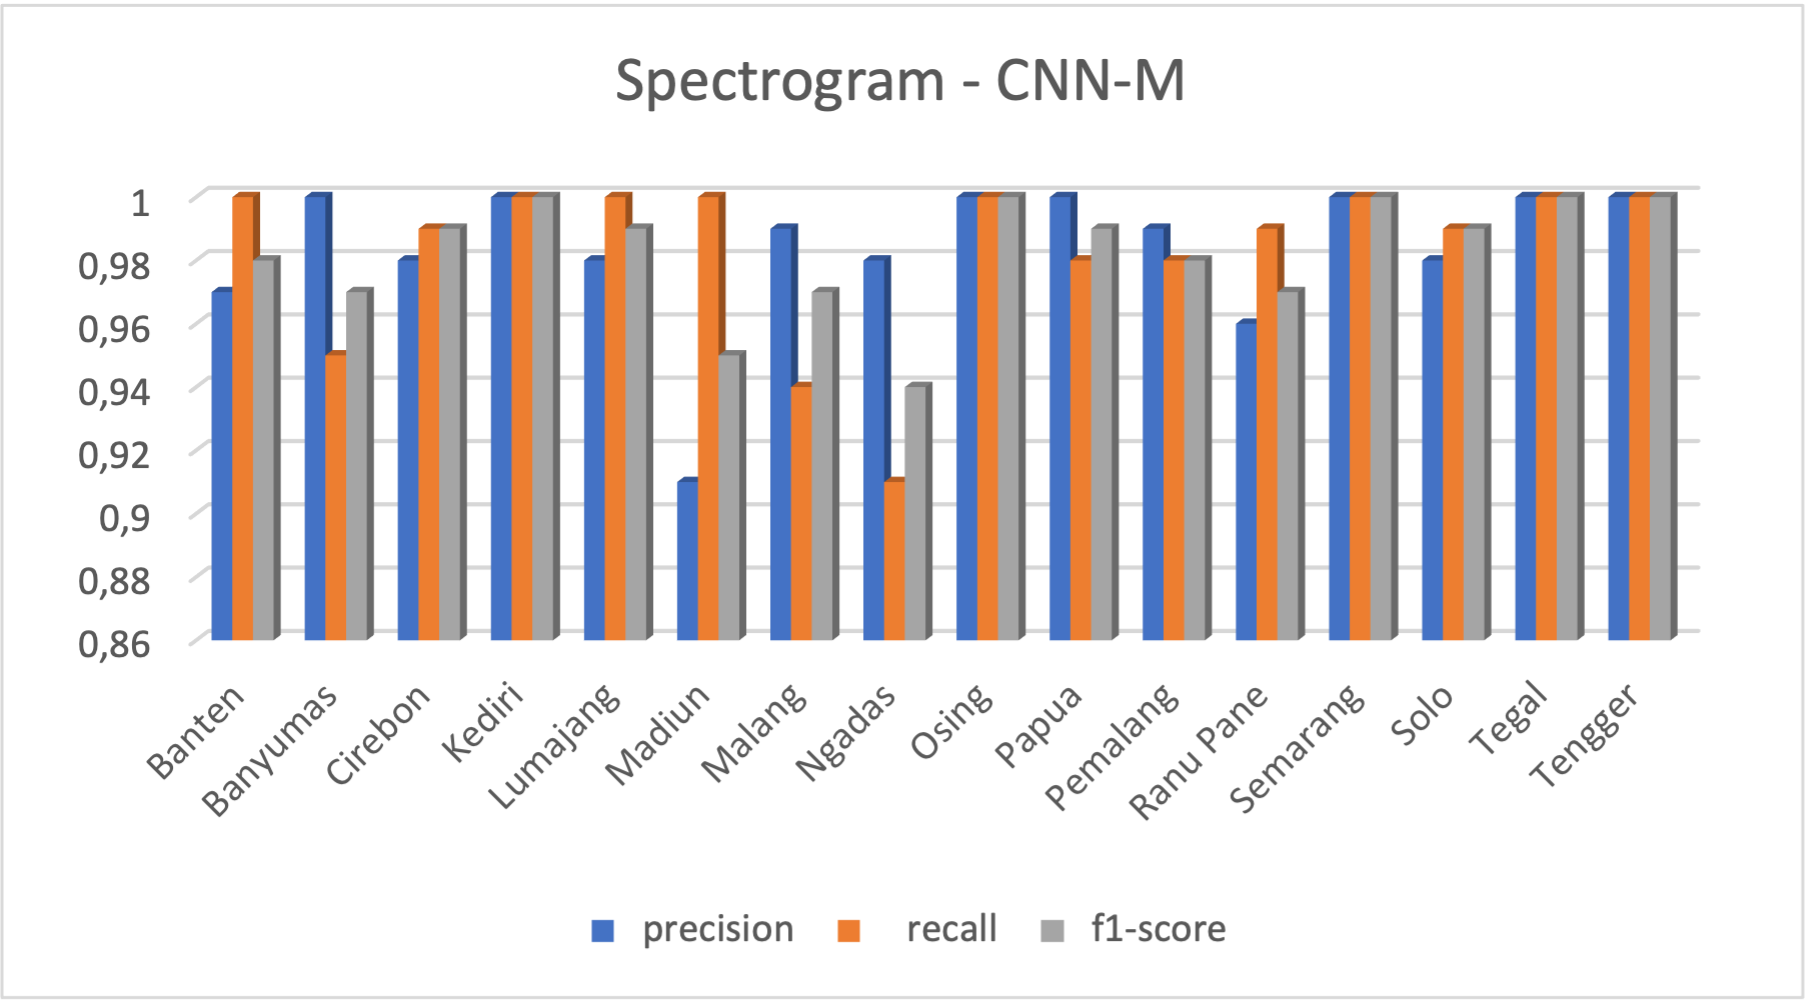 Spectrogram - CNN-M
1
0,98
0,96
0,94
0,92
0,9
0,88
0,86
Banten
Banyumas
Cirebon
Kediri
Lumajang
Madiun
Malang
Ngadas
Osing
Papua
Pemalang
Ranu Pane
Semarang
Solo
Tegal
Tengger
precision recall f1-score